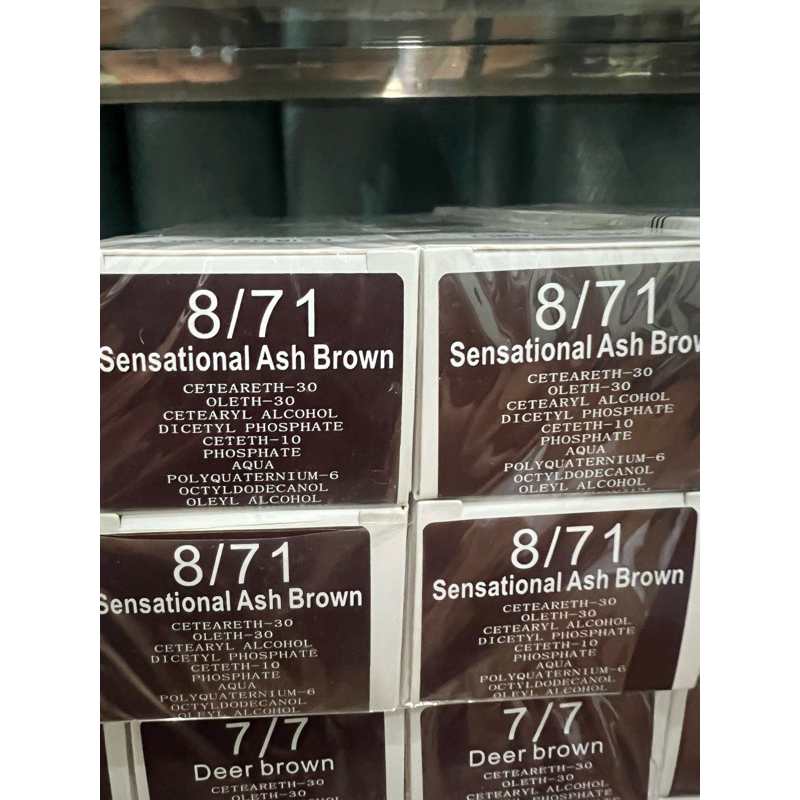 8/71
Sensational Ash Brown
CETEARETH-30
OLETH-30
CETEARYL ALCOHOL
DICETYL PHOSPHATE
CETETH-10
PHOSPHATE
AQUA
POLYQUATERNIUM-6
OCTYLDODECANOL
OLEYL ALCOHOL
8/71
Sensational Ash Brow
CETEARETH-30
OLETH-30
CETEARYL ALCOHOL
DICETYL PHOSPHATE
CETETH-10
PHOSPHATE
AQUA
POLYQUATERNIUM-6
OCTYLDODECANOL
OLEYL ALCOHOL
8/71
Sensational Ash Brown
CETEARETH-30
OLETH-30
CETEARYL ALCOHOL
DICETYL PHOSPHATE
CETETH-10
PHOSPHATE
AQUA
POLYQUATERNIUM-6
OCTYLDODECANOL
OLEYL ALCOHOL
8/71
Sensational Ash Brown
CETEARETH-30
OLETH-30
CETEARYL ALCOHOL
DICETYL PHOSPHATE
CETETH-10
PHOSPHATE
AQUA
POLYQUATERNIUM-6
OCTYLDODECANOL
OLEYL ALCOHOL
7/7
Deer brown
CETEARETH-30
OLETH-30
7/7
Deer brown
CETEARETH-30
OLETH-30
CETEARYL ALCOHOL